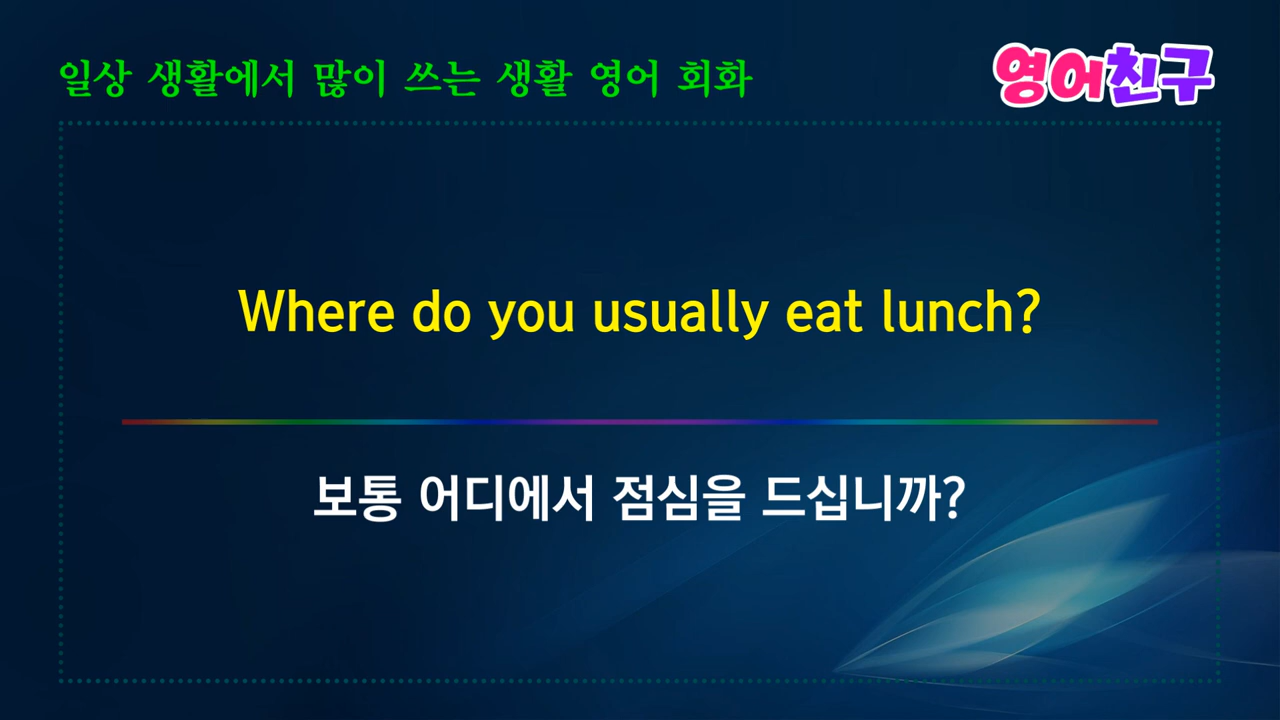 일상 생활에서 많이 쓰는 생활 영어 회화
영어친구
Where do you usually eat lunch?
보통 어디에서 점심을 드십니까?